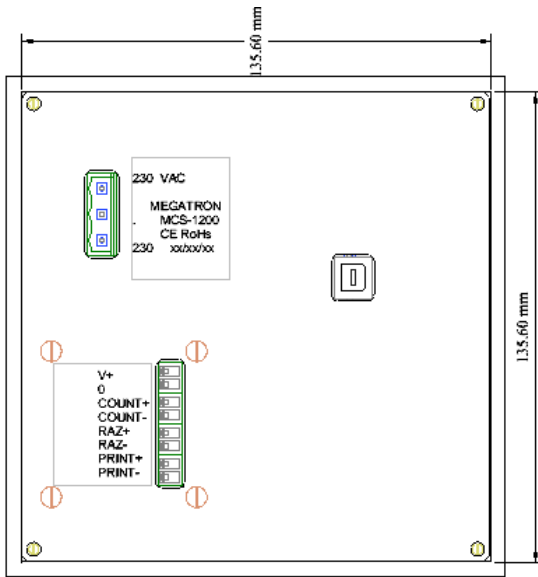 135.60 mm
230 VAC
MEGATRON
. MCS-1200
CE RoHs
230 xx/xx/xx
135.60 mm
V+
0
COUNT+
COUNT-
RAZ+
RAZ-
PRINT+
PRINT-